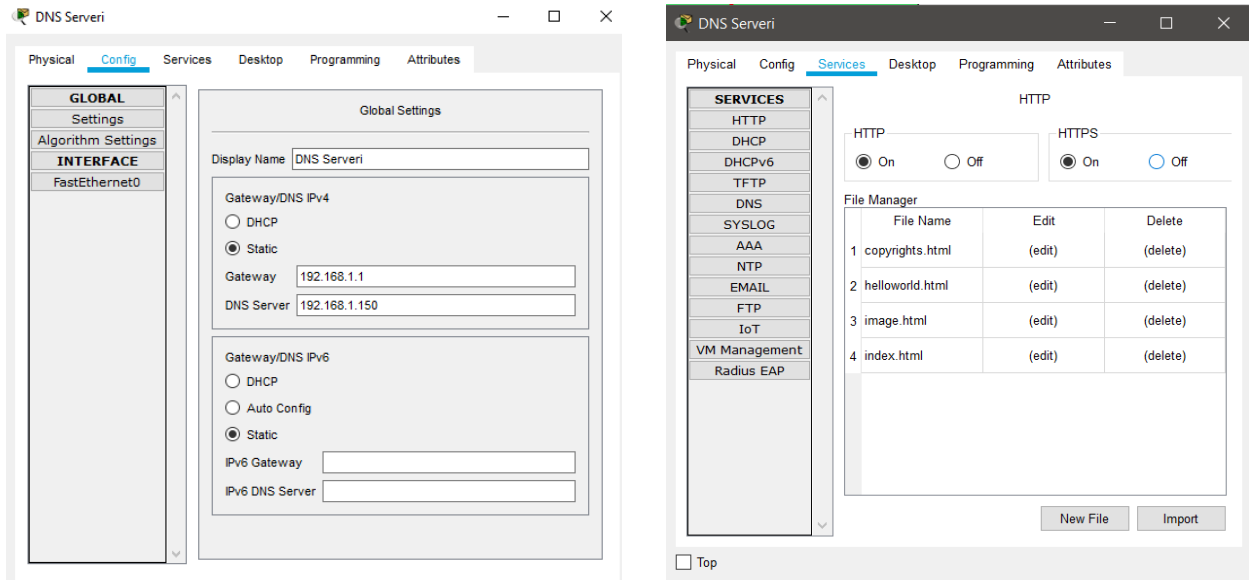 DNS Serveri
Physical Config Services Desktop Programming Attributes
GLOBAL
Settings
Algorithm Settings
INTERFACE
FastEthernet0
Global Settings
Display Name DNS Serveri
Gateway/DNS IPv4
DHCP
Static
Gateway 192.168.1.1
DNS Server 192.168.1.150
Gateway/DNS IPv6
DHCP
Auto Config
Static
IPv6 Gateway
IPv6 DNS Server
DNS Serveri
Physical Config Services Desktop Programming Attributes
SERVICES
HTTP
DHCP
DHCPv6
TFTP
DNS
SYSLOG
AAA
NTP
EMAIL
FTP
IoT
VM Management
Radius EAP
HTTP
HTTP
On Off
HTTPS
On Off
File Manager
File Name Edit Delete
1 copyrights.html (edit) (delete)
2 helloworld.html (edit) (delete)
3 image.html (edit) (delete)
4 index.html (edit) (delete)
New File Import
Top